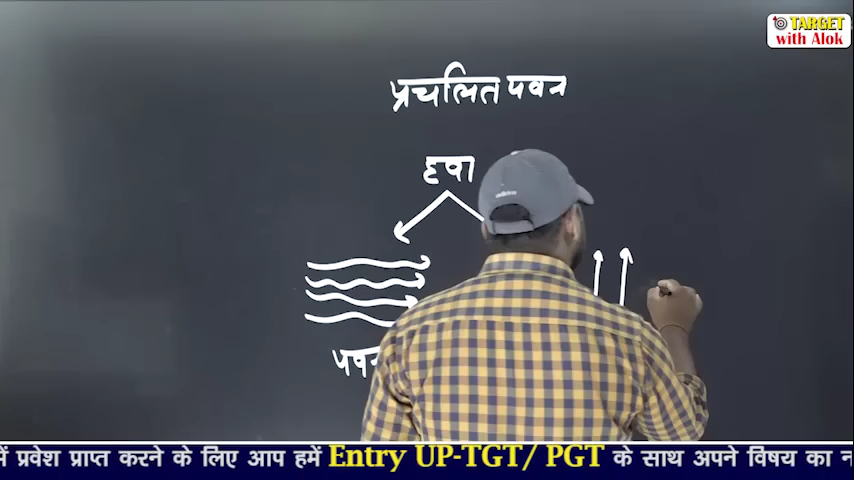 TARGET
with Alok
प्रचलित पवन
हवा
पवन
में प्रवेश प्राप्त करने के लिए आप हमें Entry UP-TGT/ PGT के साथ अपने विषय का